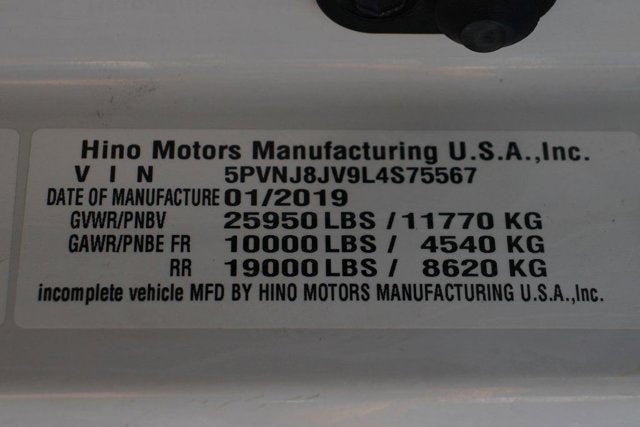 Hino Motors Manufacturing U.S.A.,Inc.
V I N 5PVNJ8JV9L4S75567
DATE OF MANUFACTURE 01/2019
GVWR/PNBV 25950 LBS / 11770 KG
GAWR/PNBE FR 10000 LBS / 4540 KG
RR 19000 LBS / 8620 KG
incomplete vehicle MFD BY HINO MOTORS MANUFACTURING U.S.A.,Inc.